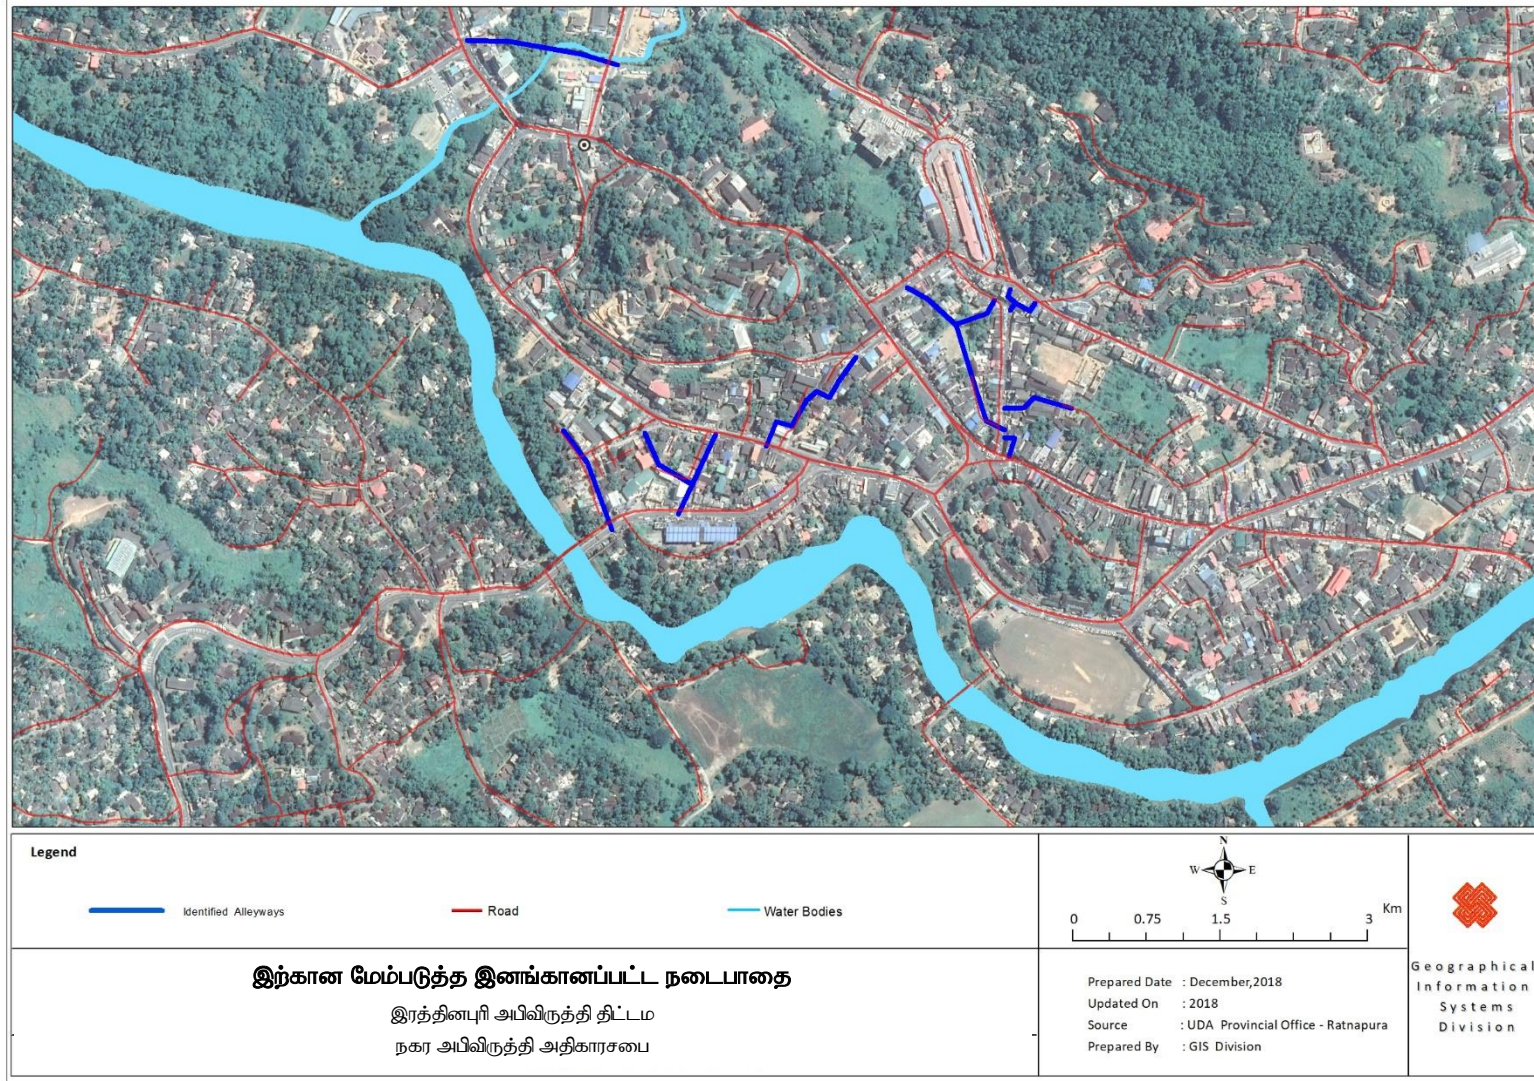 Legend
Identified Alleyways
Road
Water Bodies
இற்கான மேம்படுத்த இனங்கானப்பட்ட நடைபாதை
இரத்தினபுரி அபிவிருத்தி திட்டம
நகர அபிவிருத்தி அதிகாரசபை
N
W E
S
0 0.75 1.5 3 Km
Prepared Date : December,2018
Updated On : 2018
Source : UDA Provincial Office - Ratnapura
Prepared By : GIS Division
Geographical
Information
Systems
Division